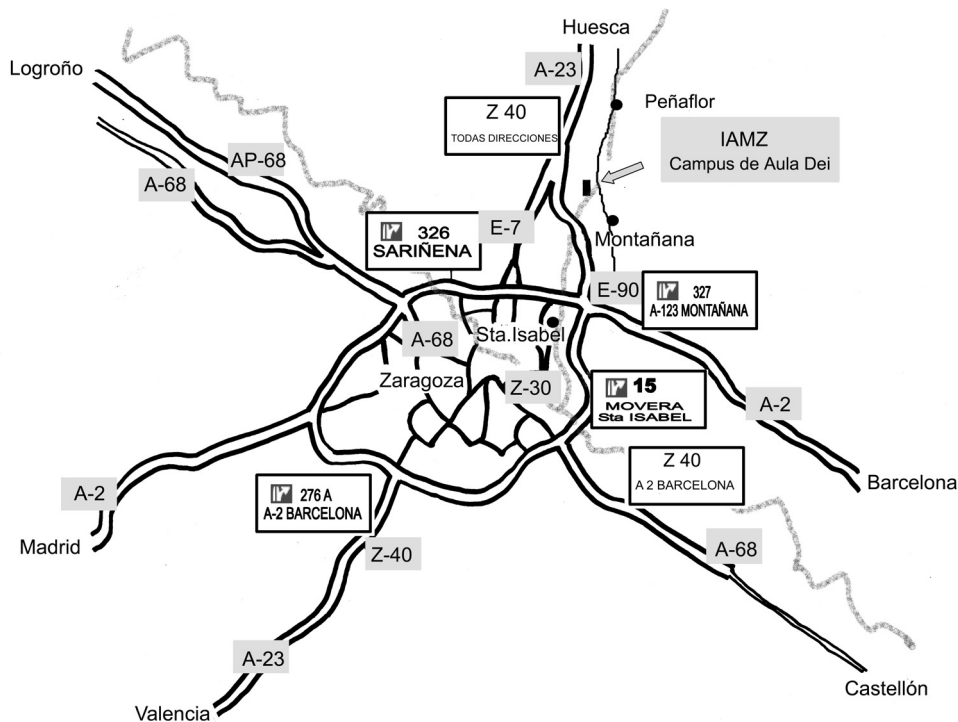 Huesca
Logroño
A-23
Z 40
TODAS DIRECCIONES
Peñaflor
IAMZ
Campus de Aula Dei
AP-68
A-68
326
SARIÑENA
E-7
Montañana
E-90
327
A-123 MONTAÑANA
A-68
Sta.Isabel
Zaragoza
Z-30
15
MOVERA
Sta ISABEL
A-2
Z 40
A 2 BARCELONA
Barcelona
A-2
276 A
A-2 BARCELONA
Madrid
Z-40
A-68
A-23
Castellón
Valencia